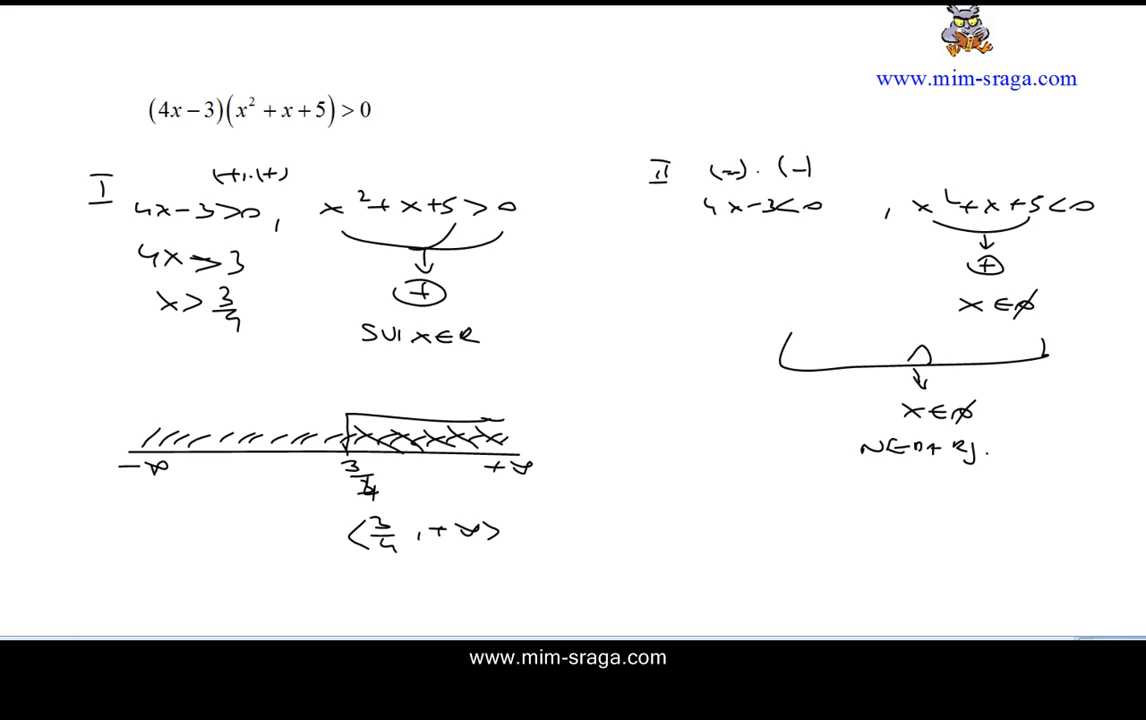 www.mim-sraga.com
(4x − 3)(x² + x + 5) > 0
I (+)·(+)
4x − 3 > 0, x² + x + 5 > 0
4x > 3
+
x > 3/4
SVI x ∈ R
−∞ 3/4 +∞
<3/4, +∞>
II (−)·(−)
4x − 3 < 0, x² + x + 5 < 0
+
x ∈ ∅
∧
x ∈ ∅
NEMA RJ.
www.mim-sraga.com